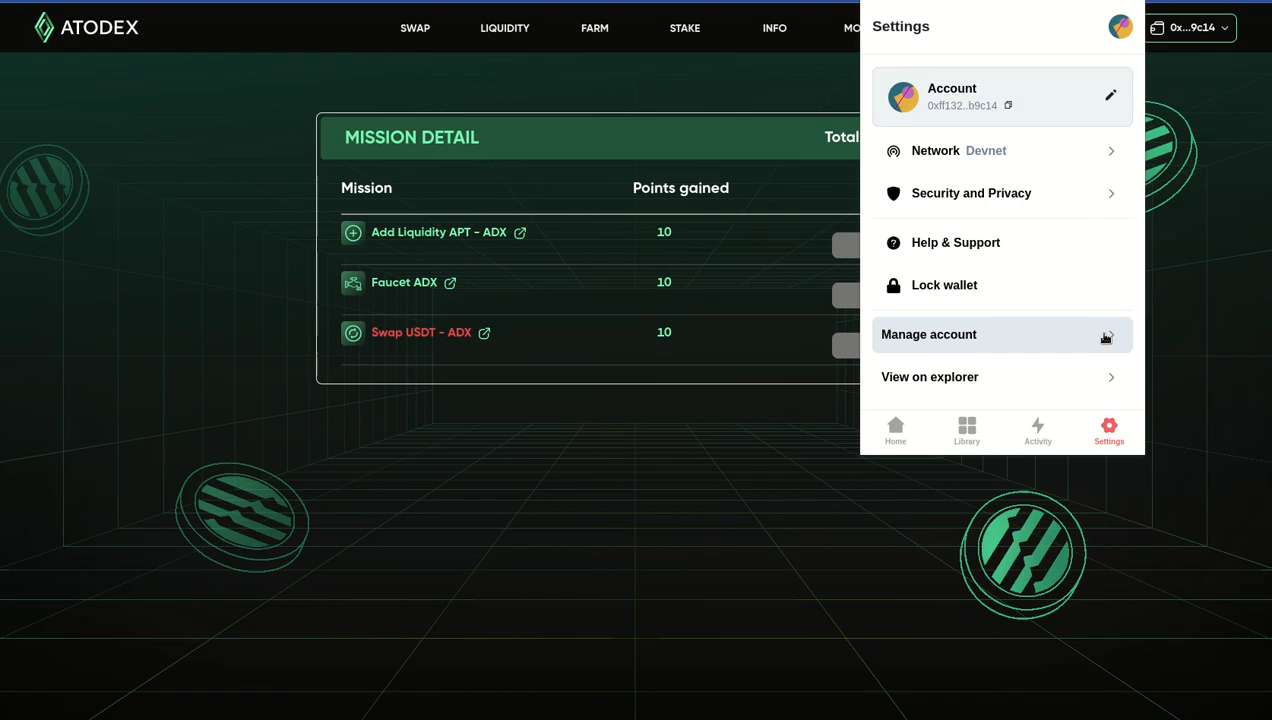 ATODEX
SWAP LIQUIDITY FARM STAKE INFO MO
0x...9c14
Settings
Account
0xff132..b9c14
Network Devnet
Security and Privacy
Help & Support
Lock wallet
Manage account
View on explorer
Home Library Activity Settings
MISSION DETAIL Total
Mission Points gained
Add Liquidity APT - ADX 10
Faucet ADX 10
Swap USDT - ADX 10